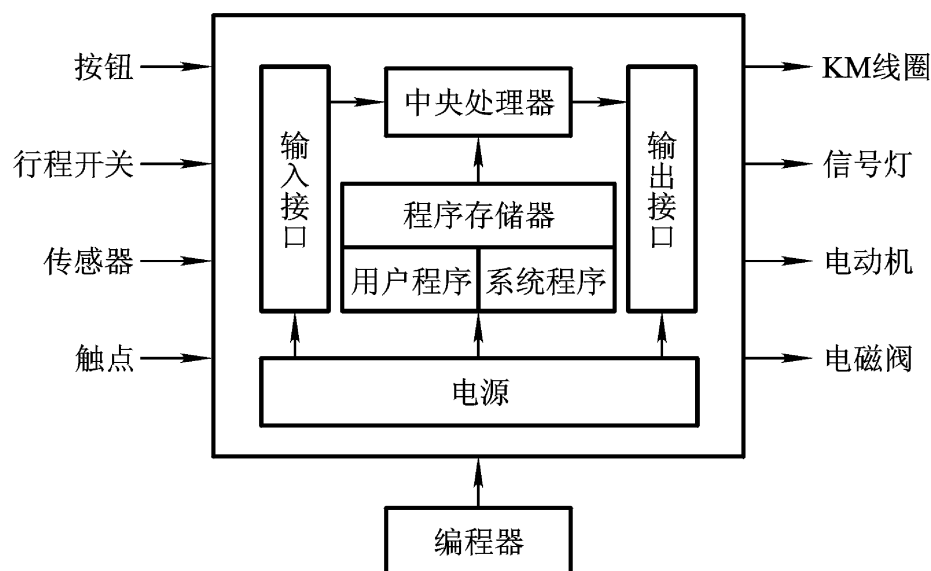 按钮
行程开关
传感器
触点
输入接口
中央处理器
程序存储器
用户程序
系统程序
输出接口
电源
KM线圈
信号灯
电动机
电磁阀
编程器